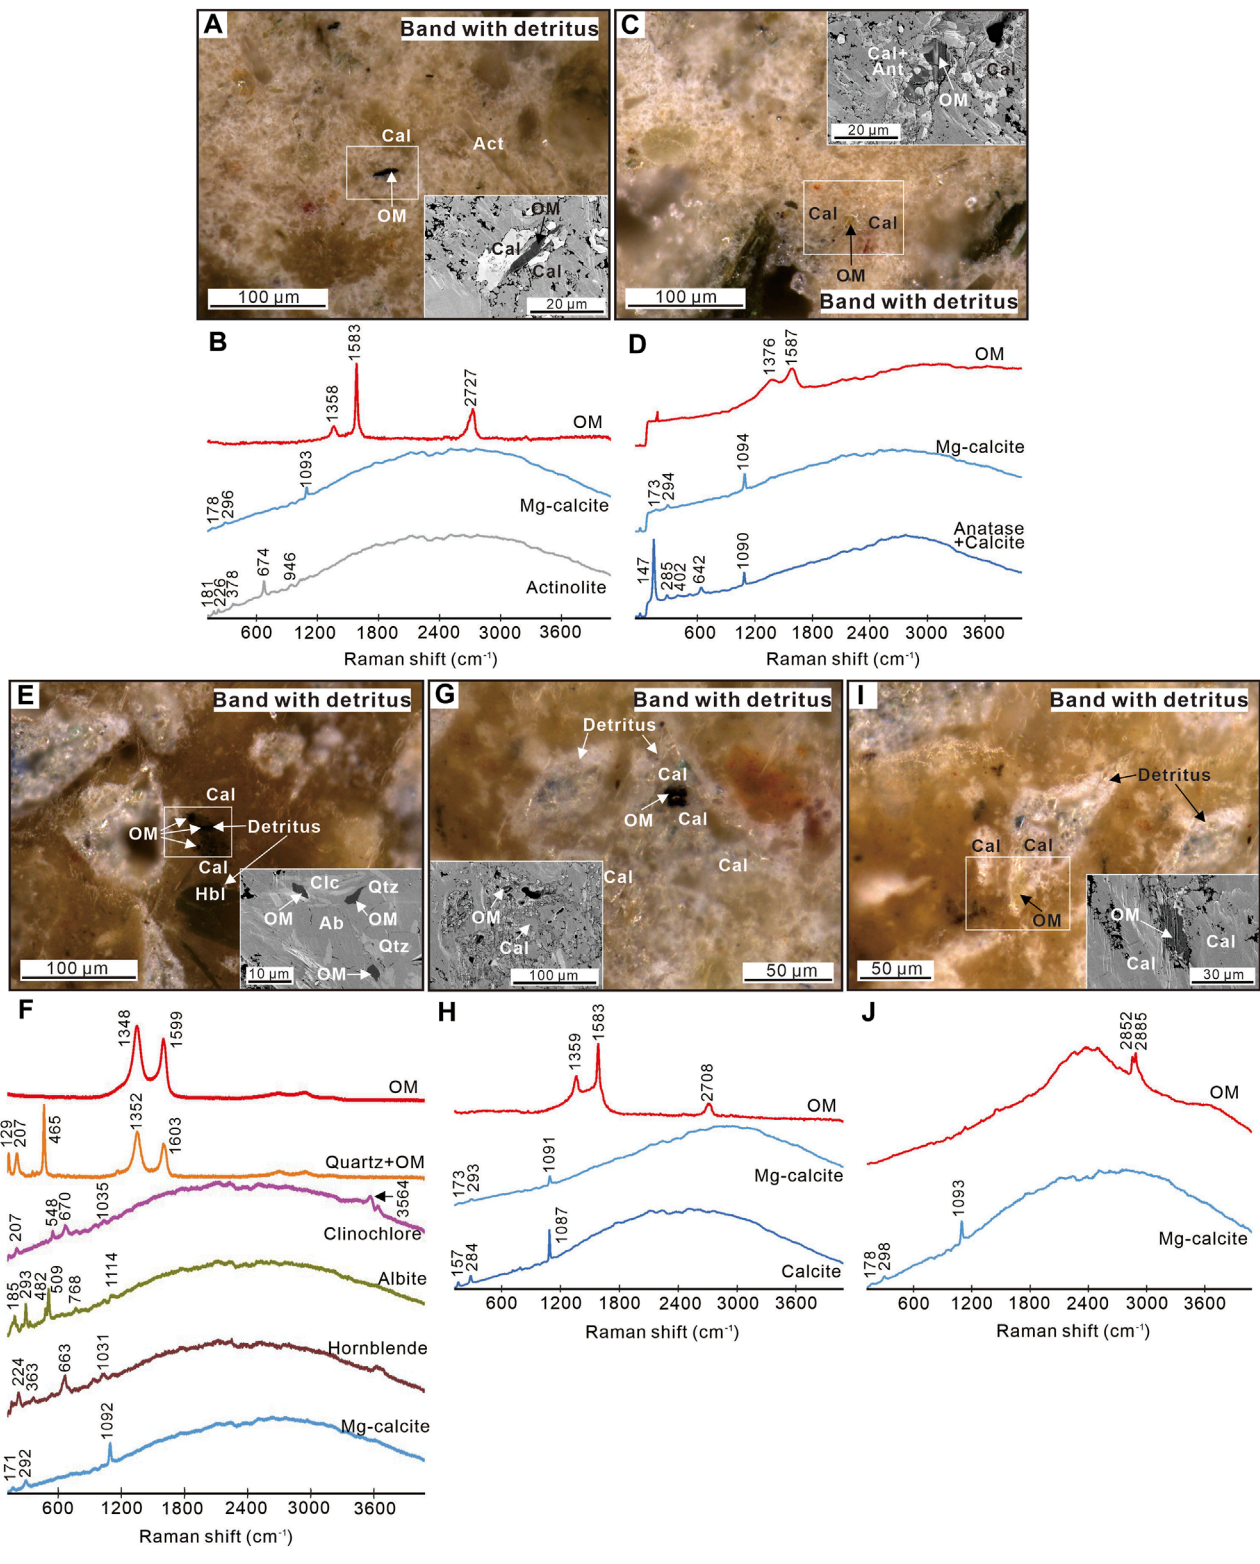 A
Band with detritus
Cal
Act
OM
OM
Cal
Cal
100 μm
20 μm
C
Cal+
Ant
Cal
OM
20 μm
Cal
Cal
OM
100 μm
Band with detritus
B
1358
1583
2727
OM
178
296
1093
Mg-calcite
181
226
378
674
946
Actinolite
600 1200 1800 2400 3000 3600
Raman shift (cm⁻¹)
D
1376
1587
OM
173
294
1094
Mg-calcite
147
285
402
642
1090
Anatase
+Calcite
600 1200 1800 2400 3000 3600
Raman shift (cm⁻¹)
E
Band with detritus
Cal
OM
Detritus
Cal
Hbl
Clc
Qtz
OM
Ab
OM
Qtz
OM
100 μm
10 μm
G
Band with detritus
Detritus
Cal
OM
Cal
Cal
Cal
OM
Cal
100 μm
50 μm
I
Band with detritus
Detritus
Cal
Cal
OM
OM
Cal
Cal
50 μm
30 μm
F
1348
1599
OM
129
207
465
1352
1603
Quartz+OM
207
548
670
1035
3564
Clinochlore
185
293
482
509
768
1114
Albite
224
363
663
1031
Hornblende
171
292
1092
Mg-calcite
600 1200 1800 2400 3000 3600
Raman shift (cm⁻¹)
H
1359
1583
2708
OM
173
293
1091
Mg-calcite
157
284
1087
Calcite
600 1200 1800 2400 3000 3600
Raman shift (cm⁻¹)
J
2852
2885
OM
178
298
1093
Mg-calcite
600 1200 1800 2400 3000 3600
Raman shift (cm⁻¹)